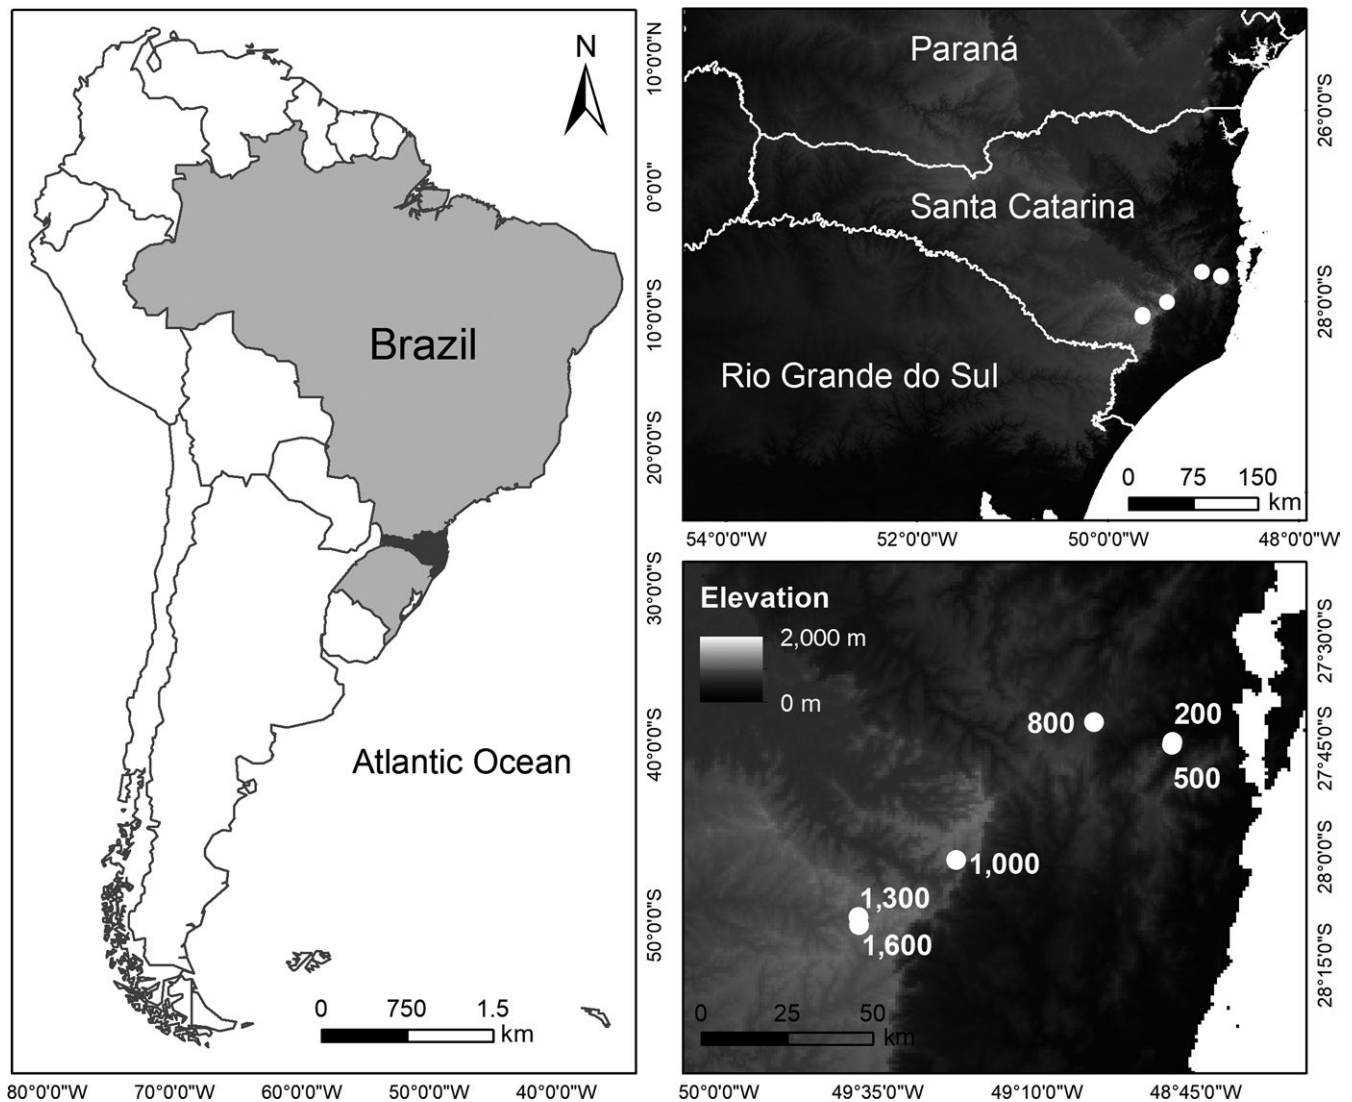 N
Brazil
Atlantic Ocean
0 750 1.5
km
80°0'0"W 70°0'0"W 60°0'0"W 50°0'0"W 40°0'0"W
10°0'0"N
0°0'0"
10°0'0"S
20°0'0"S
30°0'0"S
40°0'0"S
50°0'0"S
Paraná
Santa Catarina
Rio Grande do Sul
0 75 150
km
26°0'0"S
28°0'0"S
54°0'0"W 52°0'0"W 50°0'0"W 48°0'0"W
Elevation
2,000 m
0 m
800
200
500
1,000
1,300
1,600
0 25 50
km
27°30'0"S
27°45'0"S
28°0'0"S
28°15'0"S
50°0'0"W 49°35'0"W 49°10'0"W 48°45'0"W